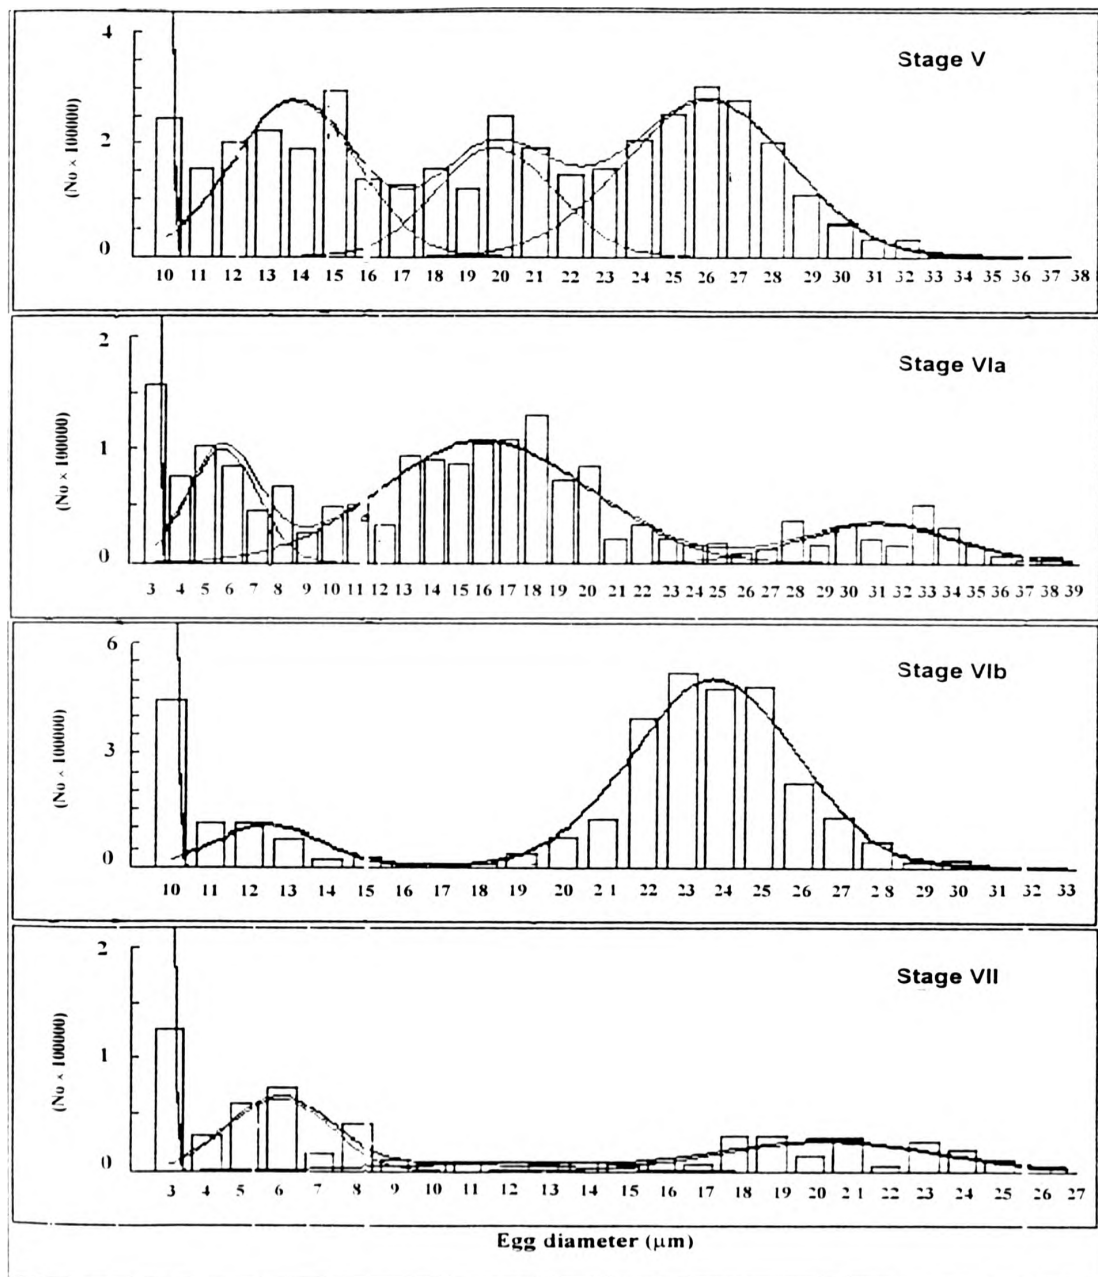 Stage V
(No × 100000)
4
2
0
10 11 12 13 14 15 16 17 18 19 20 21 22 23 24 25 26 27 28 29 30 31 32 33 34 35 36 37 38
Stage VIa
(No × 100000)
2
1
0
3 4 5 6 7 8 9 10 11 12 13 14 15 16 17 18 19 20 21 22 23 24 25 26 27 28 29 30 31 32 33 34 35 36 37 38 39
Stage VIb
(No × 100000)
6
3
0
10 11 12 13 14 15 16 17 18 19 20 2 1 22 23 24 25 26 27 2 8 29 30 31 32 33
Stage VII
(No × 100000)
2
1
0
3 4 5 6 7 8 9 10 11 12 13 14 15 16 17 18 19 20 2 1 22 23 24 25 26 27
Egg diameter (μm)